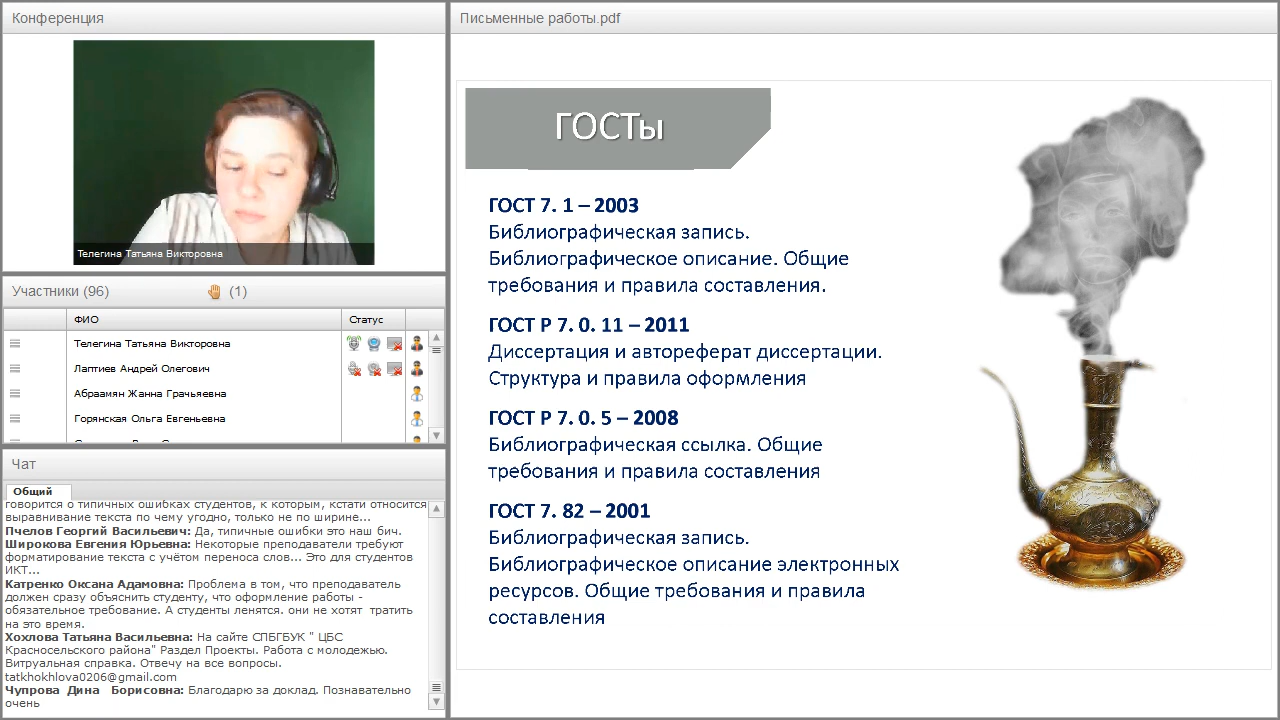 Конференция
Телегина Татьяна Викторовна
Участники (96)
(1)
ФИО
Статус
Телегина Татьяна Викторовна
Лаптиев Андрей Олегович
Абраамян Жанна Грачьяевна
Горянская Ольга Евгеньевна
Чат
Общий
говорится о типичных ошибках студентов, к которым, кстати относится
выравнивание текста по чему угодно, только не по ширине...
Пчелов Георгий Васильевич: Да, типичные ошибки это наш бич.
Широкова Евгения Юрьевна: Некоторые преподаватели требуют
форматирование текста с учётом переноса слов... Это для студентов
ИКТ...
Катренко Оксана Адамовна: Проблема в том, что преподаватель
должен сразу объяснить студенту, что оформление работы -
обязательное требование. А студенты ленятся. они не хотят тратить
на это время.
Хохлова Татьяна Васильевна: На сайте СПБГБУК " ЦБС
Красносельского района" Раздел Проекты. Работа с молодежью.
Витруальная справка. Отвечу на все вопросы.
tatkhokhlova0206@gmail.com
Чупрова Дина Борисовна: Благодарю за доклад. Познавательно
очень
Письменные работы.pdf
ГОСТы
ГОСТ 7. 1 – 2003
Библиографическая запись.
Библиографическое описание. Общие
требования и правила составления.
ГОСТ Р 7. 0. 11 – 2011
Диссертация и автореферат диссертации.
Структура и правила оформления
ГОСТ Р 7. 0. 5 – 2008
Библиографическая ссылка. Общие
требования и правила составления
ГОСТ 7. 82 – 2001
Библиографическая запись.
Библиографическое описание электронных
ресурсов. Общие требования и правила
составления